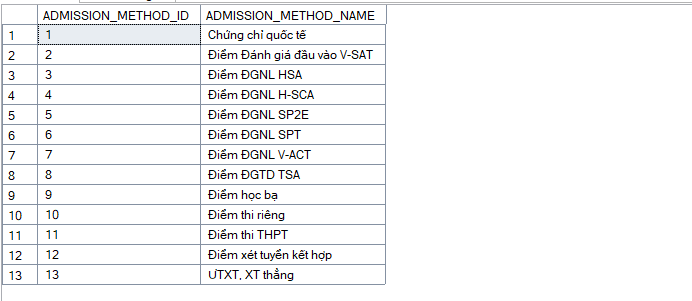 ADMISSION_METHOD_ID ADMISSION_METHOD_NAME
1 1 Chứng chỉ quốc tế
2 2 Điểm Đánh giá đầu vào V-SAT
3 3 Điểm ĐGNL HSA
4 4 Điểm ĐGNL H-SCA
5 5 Điểm ĐGNL SP2E
6 6 Điểm ĐGNL SPT
7 7 Điểm ĐGNL V-ACT
8 8 Điểm ĐGTD TSA
9 9 Điểm học bạ
10 10 Điểm thi riêng
11 11 Điểm thi THPT
12 12 Điểm xét tuyển kết hợp
13 13 ƯTXT, XT thẳng